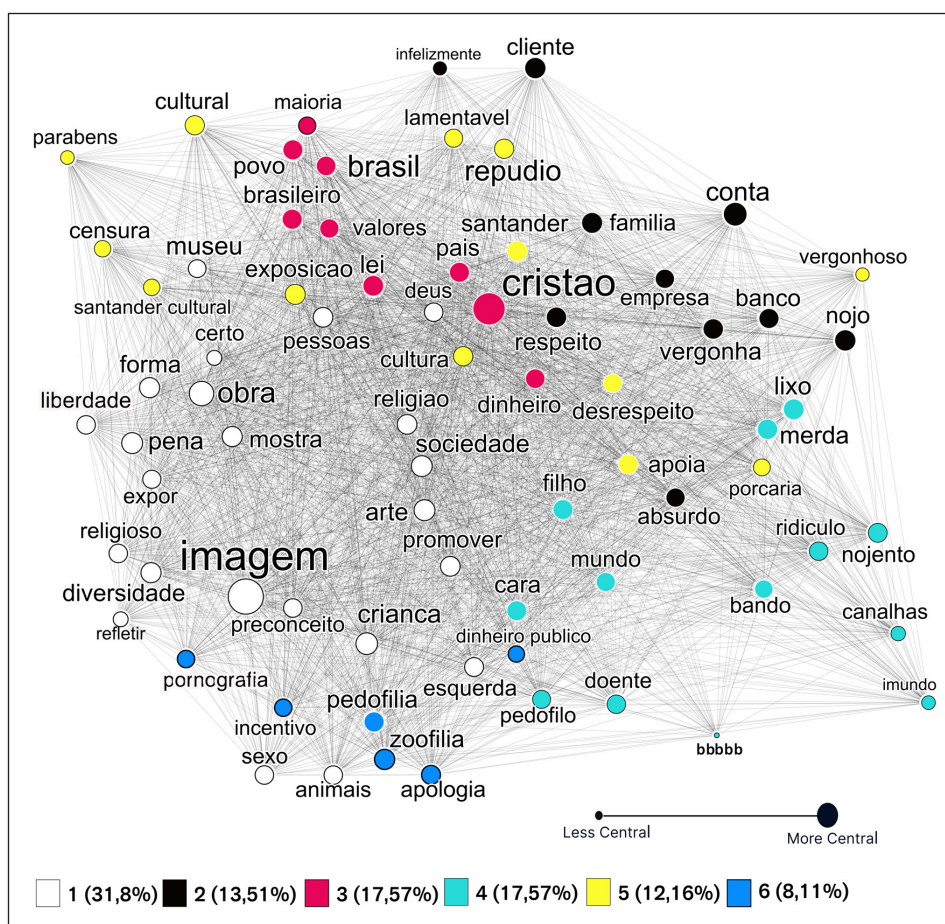 infelizmente
cliente
cultural
maioria
lamentavel
parabens
povo
brasil
repudio
brasileiro
valores
santander
familia
conta
censura
museu
pais
vergonhoso
exposicao
lei
cristao
santander cultural
deus
empresa
banco
nojo
certo
pessoas
respeito
vergonha
forma
cultura
lixo
liberdade
obra
religiao
dinheiro
desrespeito
merda
pena
mostra
sociedade
apoia
porcaria
expor
filho
absurdo
ridiculo
religioso
arte
nojento
imagem
promover
mundo
diversidade
cara
bando
canalhas
refletir
preconceito
crianca
dinheiro publico
pornografia
esquerda
doente
imundo
incentivo
pedofilia
pedofilo
zoofilia
bbbbb
sexo
animais
apologia
Less Central
More Central
1 (31,8%) 2 (13,51%) 3 (17,57%) 4 (17,57%) 5 (12,16%) 6 (8,11%)